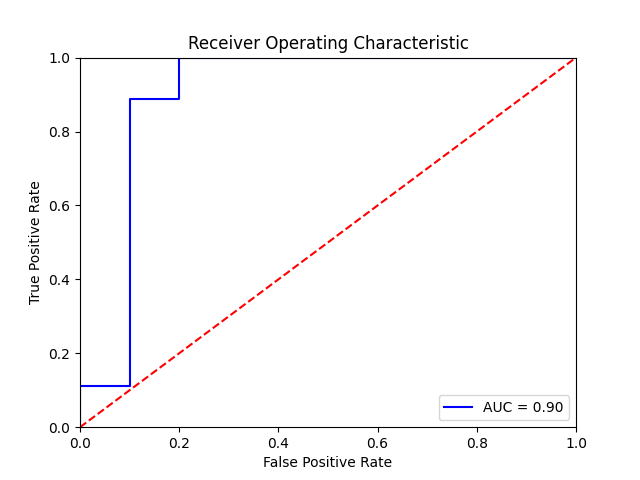 Receiver Operating Characteristic
True Positive Rate
1.0
0.8
0.6
0.4
0.2
0.0
0.0 0.2 0.4 0.6 0.8 1.0
False Positive Rate
AUC = 0.90